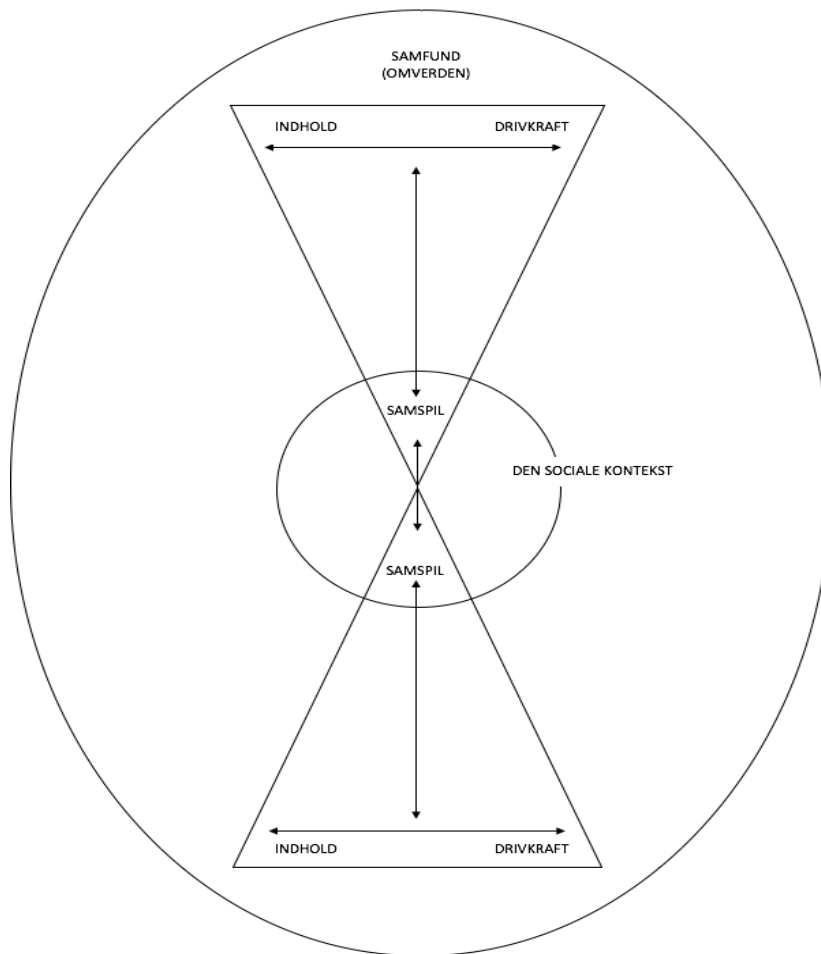 SAMFUND
(OMVERDEN)
INDHOLD
DRIVKRAFT
SAMSPIL
DEN SOCIALE KONTEKST
SAMSPIL
INDHOLD
DRIVKRAFT